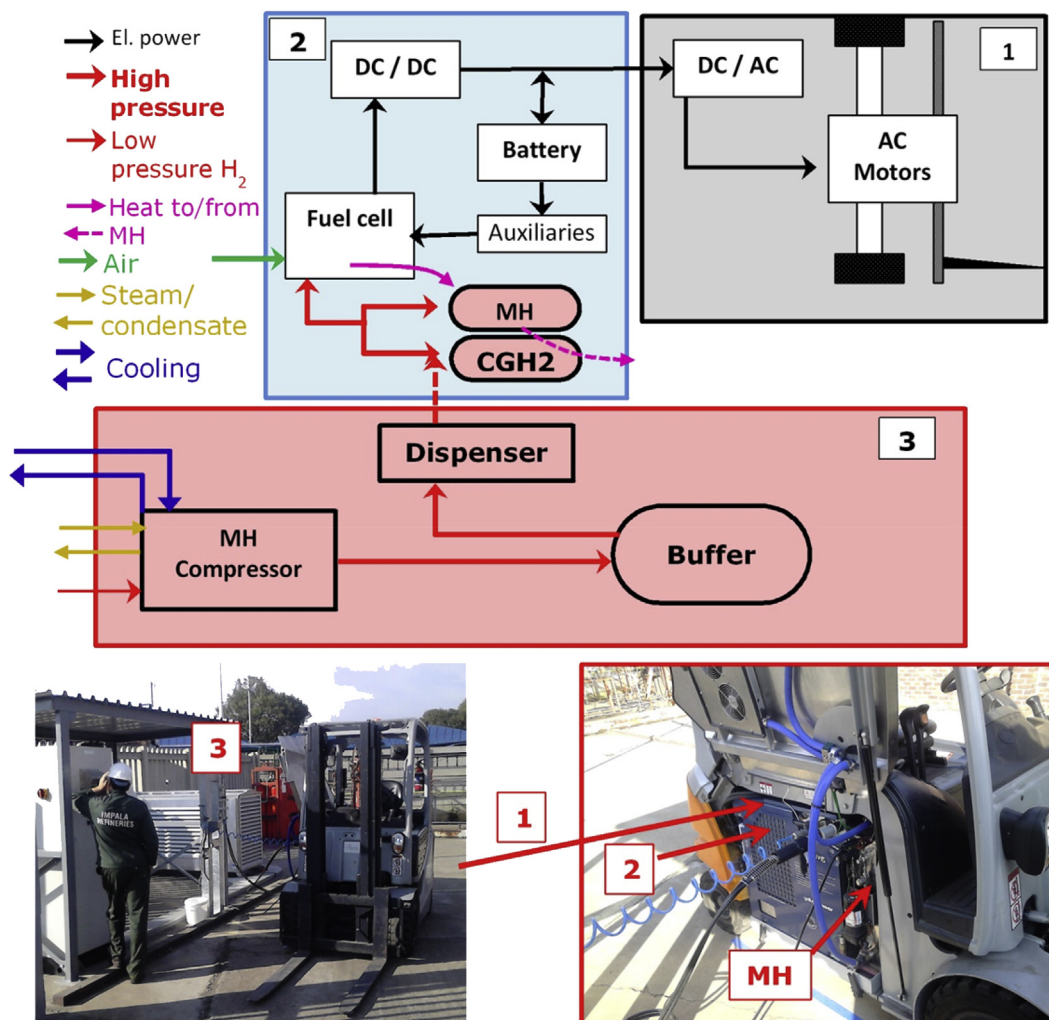 El. power
High
pressure
Low
pressure H₂
Heat to/from
MH
Air
Steam/
condensate
Cooling
2
DC / DC
Battery
Fuel cell
Auxiliaries
MH
CGH2
1
DC / AC
AC
Motors
3
Dispenser
MH
Compressor
Buffer
3
IMPALA
REFINERIES
1
2
MH